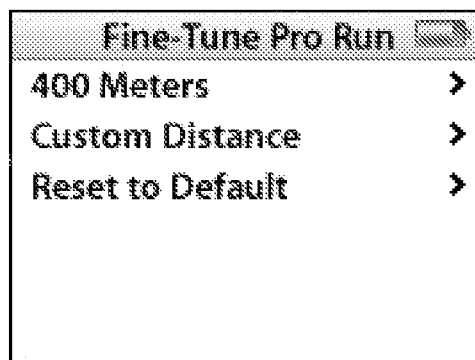 Fine-Tune Pro Run
400 Meters
Custom Distance
Reset to Default